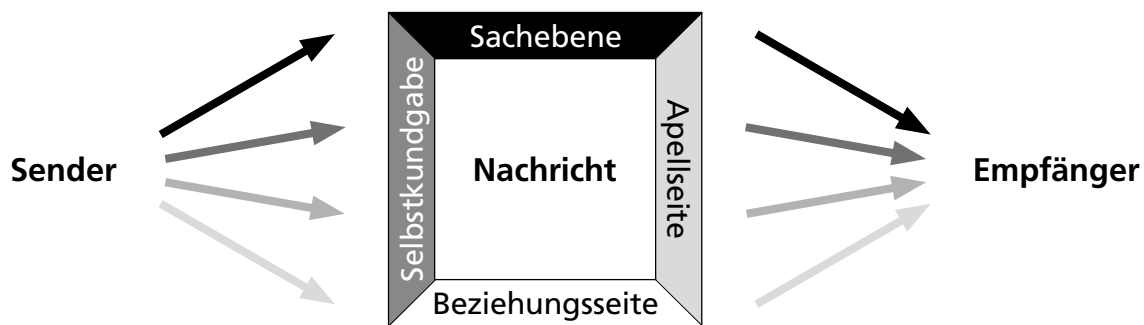 Sachebene
Selbstkundgabe
Apellseite
Sender
Nachricht
Empfänger
Beziehungsseite